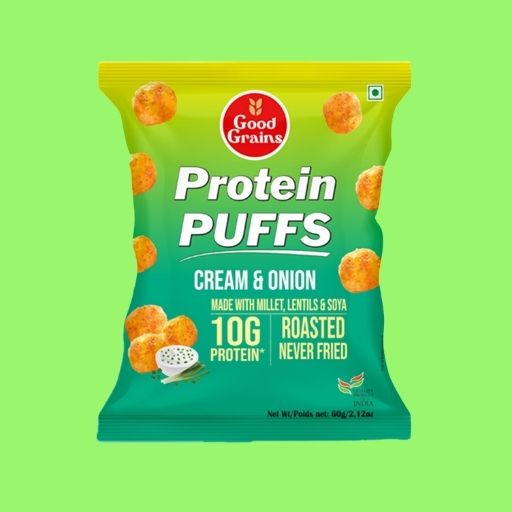 Good
Grains
Protein
PUFFS
CREAM & ONION
MADE WITH MILLET, LENTILS & SOYA
10G
PROTEIN*
ROASTED
NEVER FRIED
INDIA
Net Wt/Poids net: 60g/2.12oz